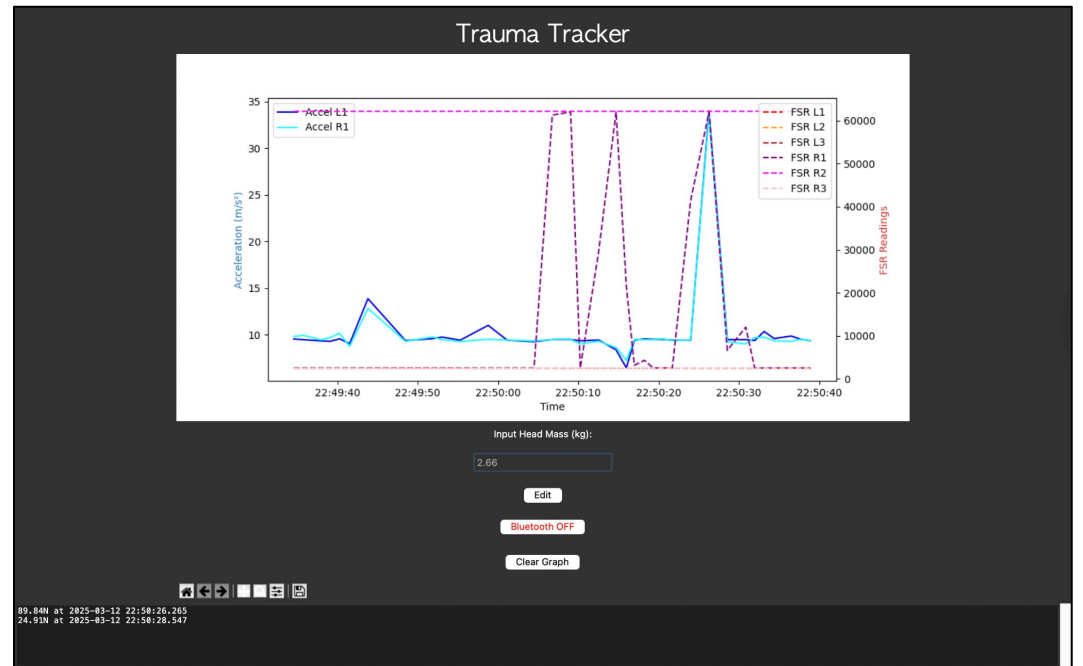 Trauma Tracker
Accel L1
Accel R1
FSR L1
FSR L2
FSR L3
FSR R1
FSR R2
FSR R3
35
30
25
20
15
10
Acceleration (m/s²)
60000
50000
40000
30000
20000
10000
0
FSR Readings
22:49:40 22:49:50 22:50:00 22:50:10 22:50:20 22:50:30 22:50:40
Time
Input Head Mass (kg):
2.66
Edit
Bluetooth OFF
Clear Graph
89.84N at 2025-03-12 22:50:26.265
24.91N at 2025-03-12 22:50:28.547